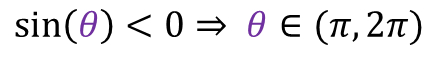 sin(θ) < 0 ⇒ θ ∈ (π, 2π)